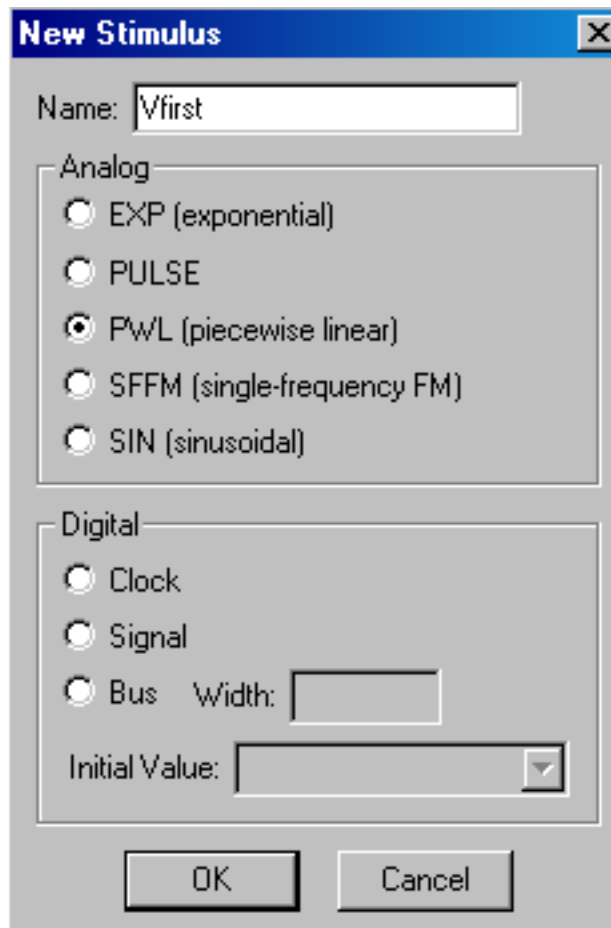 New Stimulus
Name: Vfirst
Analog
EXP (exponential)
PULSE
PWL (piecewise linear)
SFFM (single-frequency FM)
SIN (sinusoidal)
Digital
Clock
Signal
Bus Width:
Initial Value:
OK Cancel